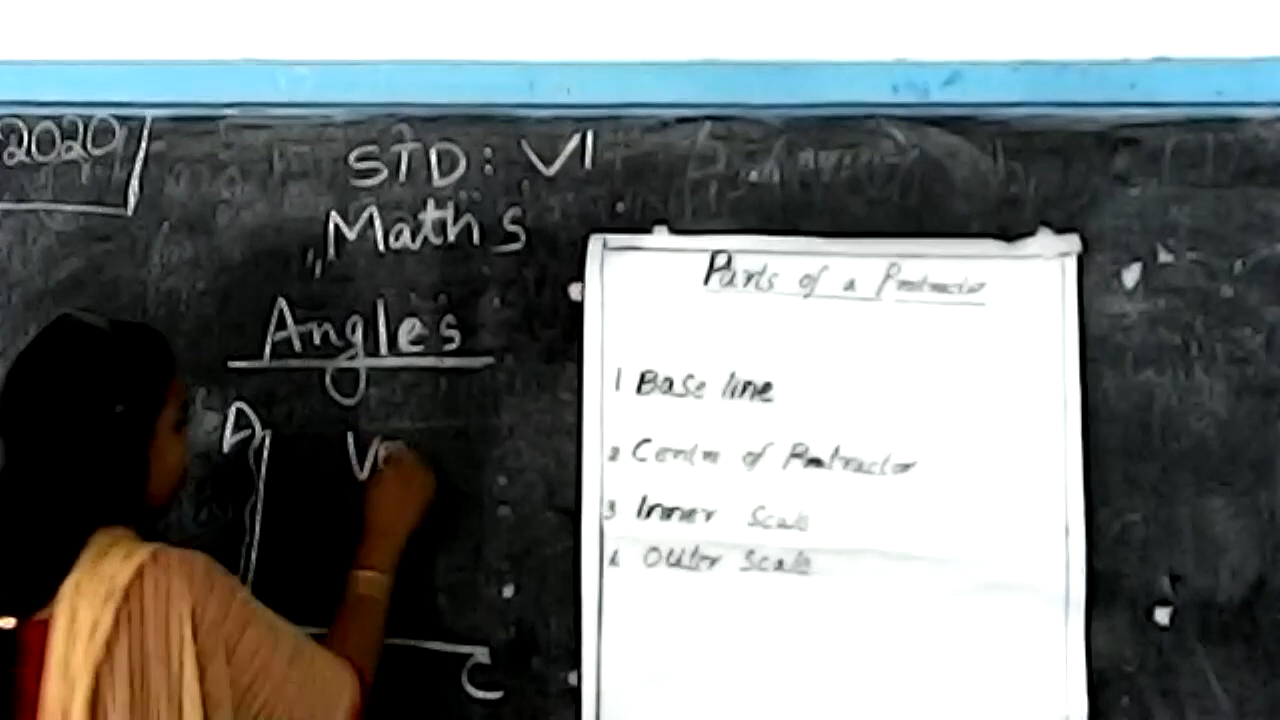 2020
STD: VI
Maths
Angles
A
Ve
C
Parts of a Protractor
1 Base line
2 Centre of Protractor
3 Inner Scale
4 Outer Scale